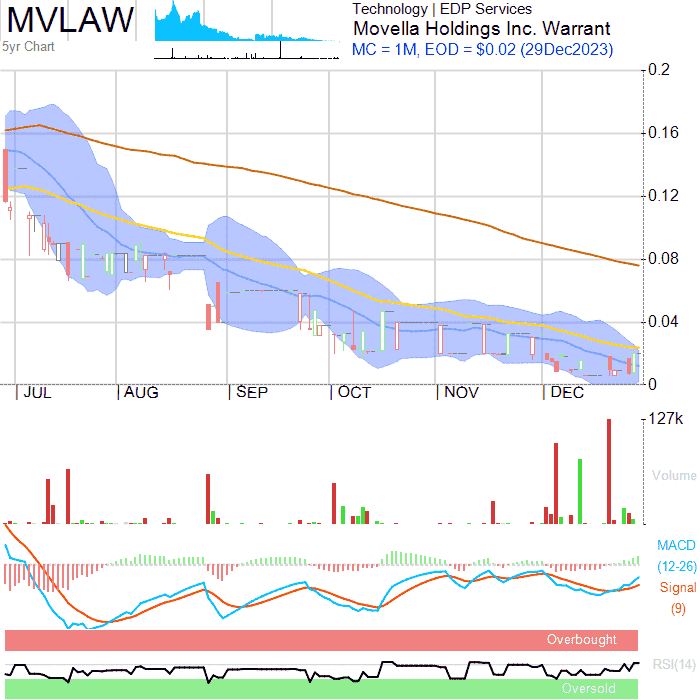 MVLAW
5yr Chart
Technology | EDP Services
Movella Holdings Inc. Warrant
MC = 1M, EOD = $0.02 (29Dec2023)
0.2
0.16
0.12
0.08
0.04
0
JUL AUG SEP OCT NOV DEC
127k
Volume
MACD
(12-26)
Signal
(9)
Overbought
RSI(14)
Oversold